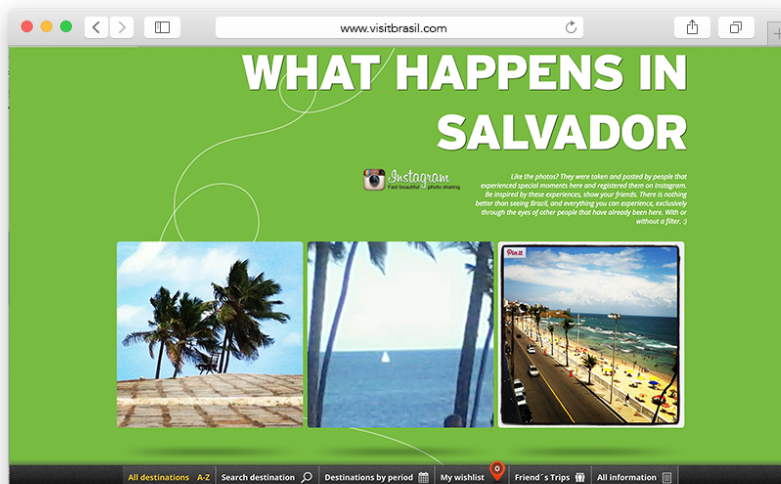 www.visitbrasil.com
WHAT HAPPENS IN
SALVADOR
Instagram
Fast beautiful photo sharing
Like the photos? They were taken and posted by people that
experienced special moments here and registered them on Instagram.
Be inspired by these experiences, show your friends. There is nothing
better than seeing Brazil, and everything you can experience, exclusively
through the eyes of other people that have already been here. With or
without a filter. :)
Pin it
All destinations A-Z Search destination Destinations by period My wishlist Friend´s Trips All information